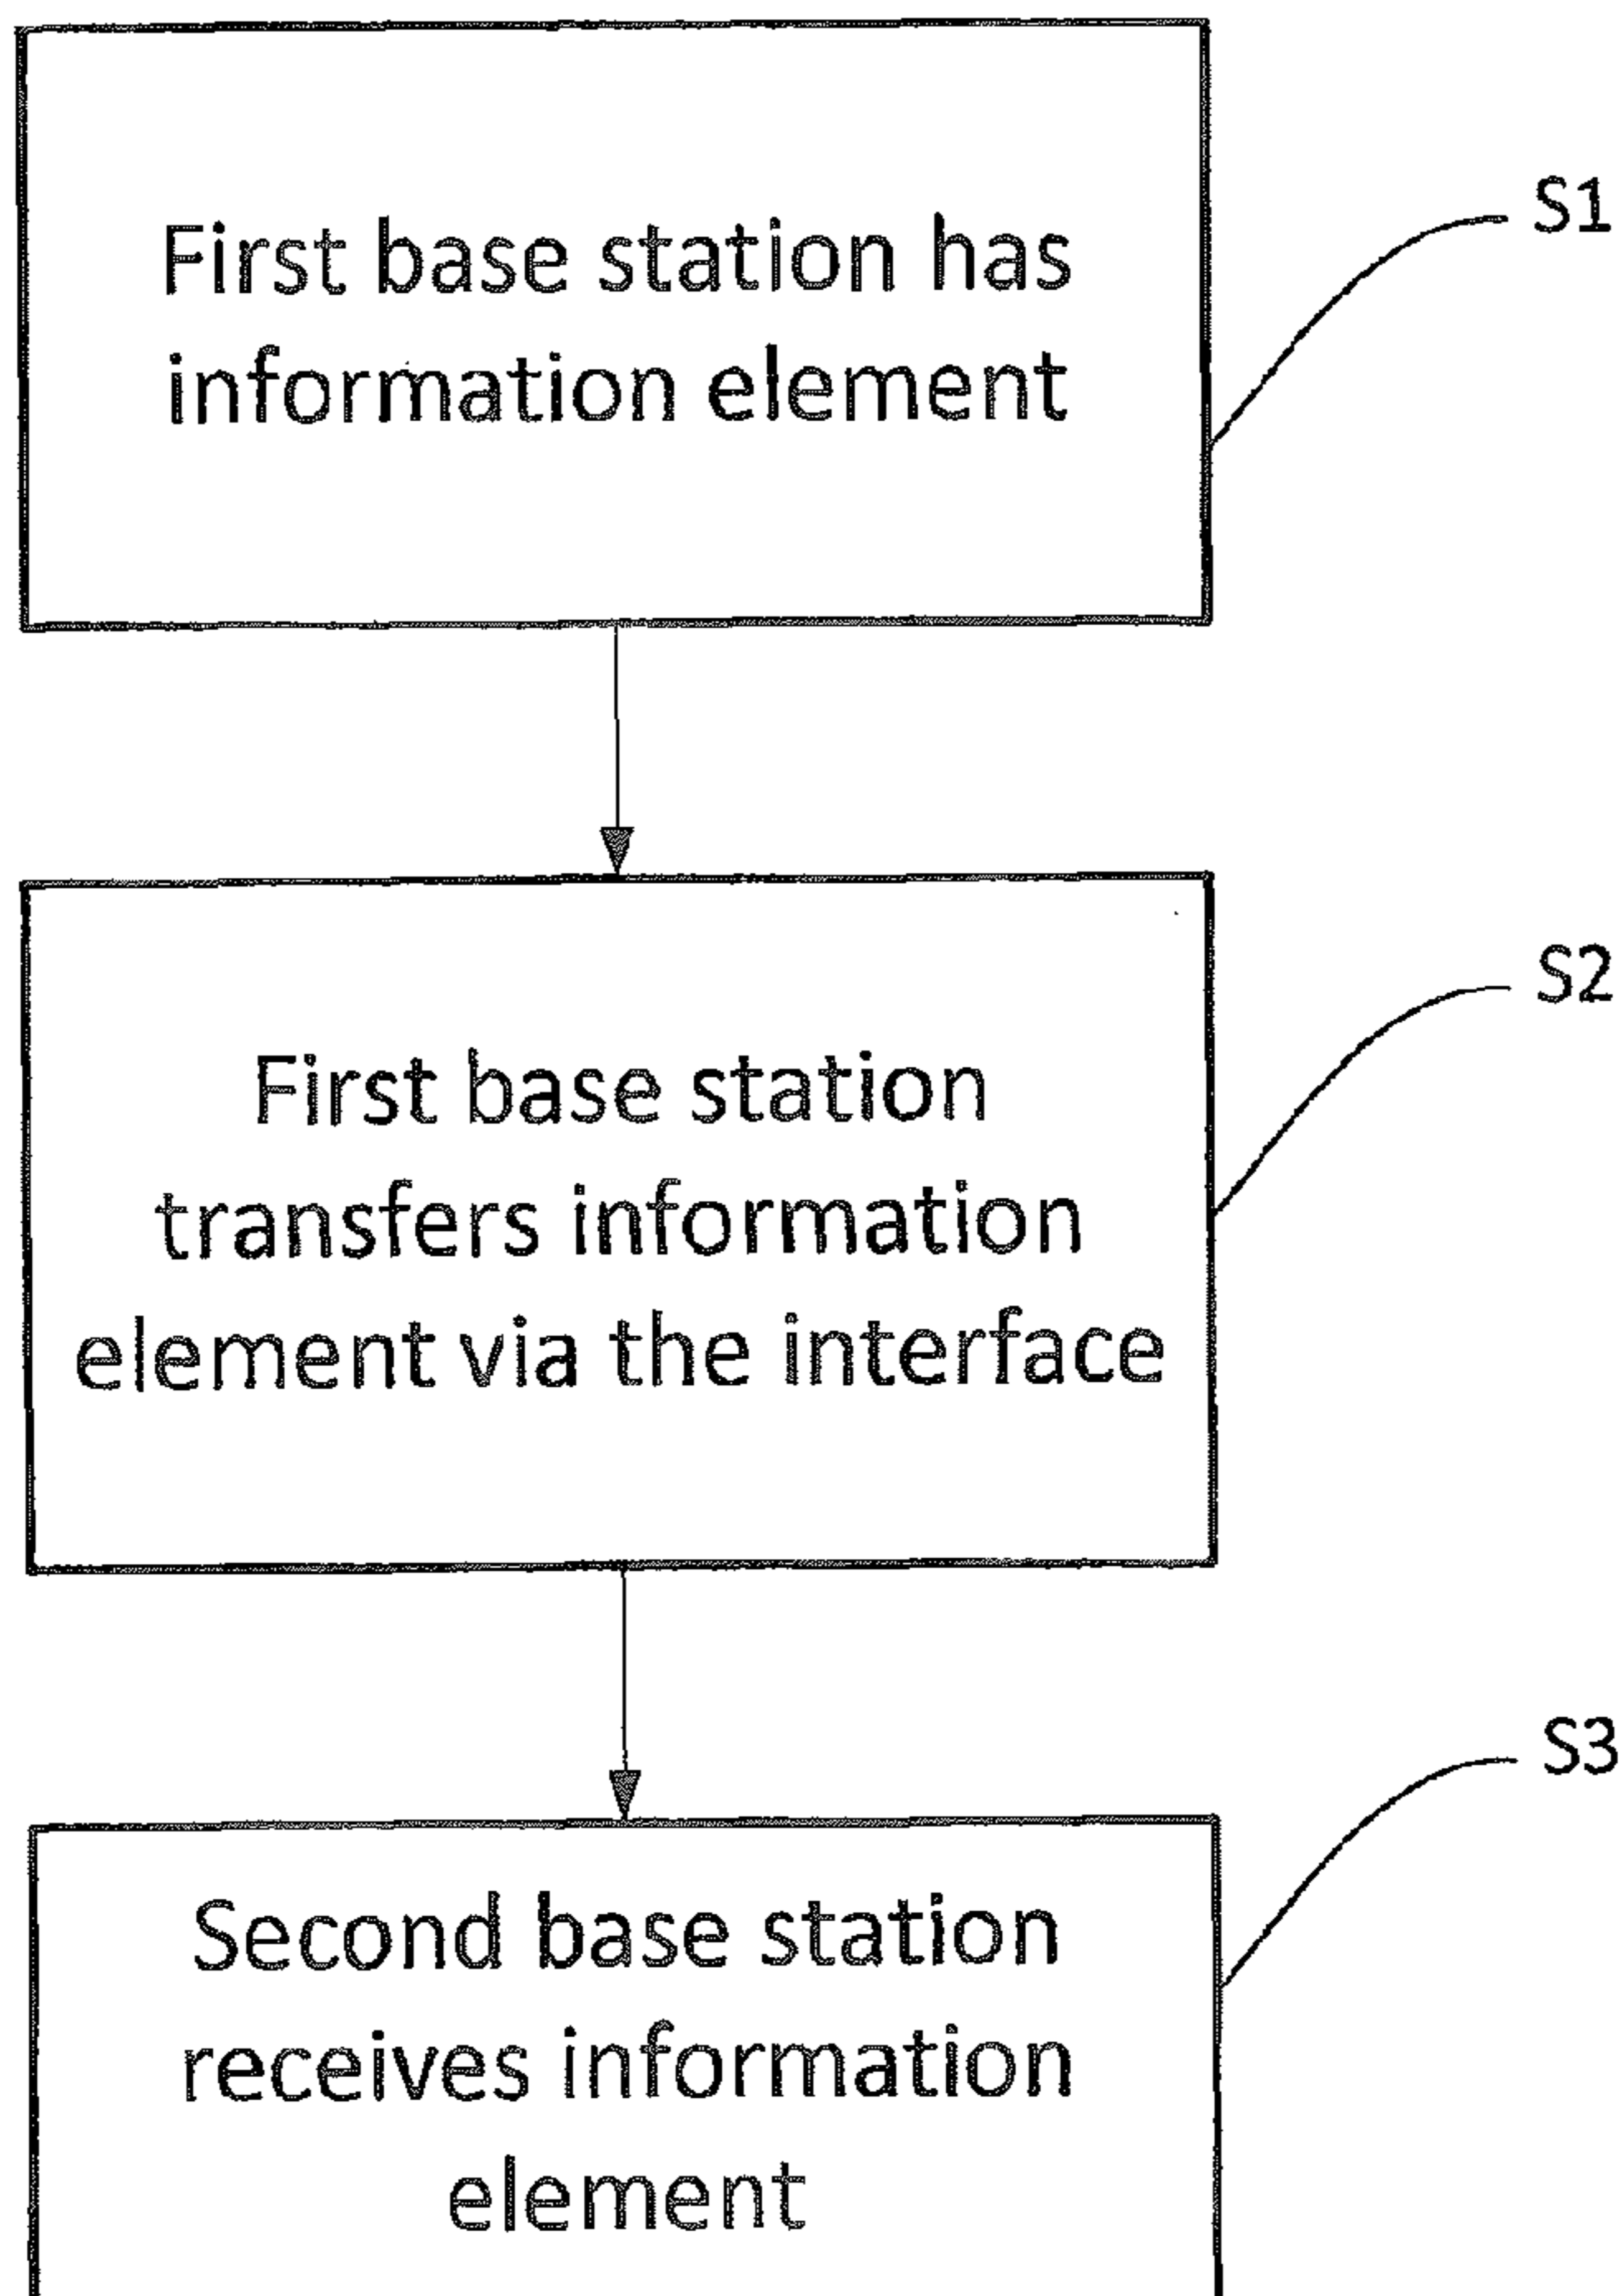 First base station has
information element
S1
First base station
transfers information
element via the interface
S2
Second base station
receives information
element
S3